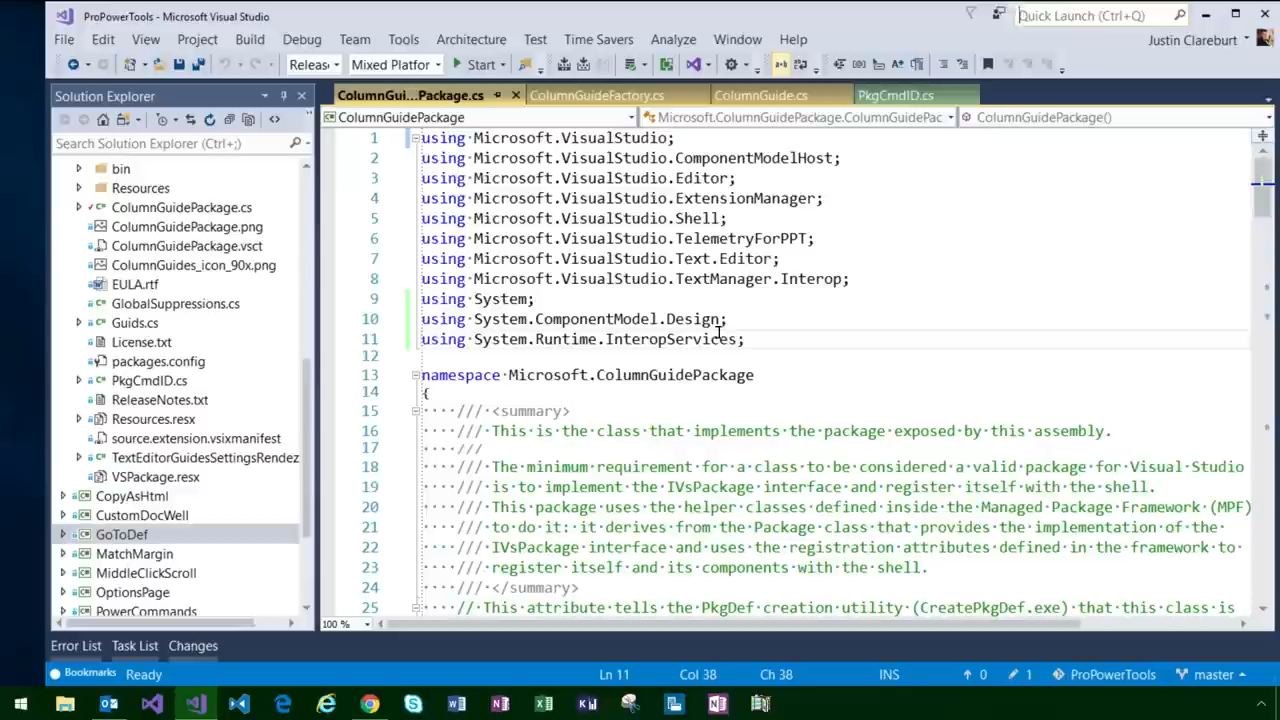 ProPowerTools - Microsoft Visual Studio
Quick Launch (Ctrl+Q)
File Edit View Project Build Debug Team Tools Architecture Test Time Savers Analyze Window Help
Justin Clareburt
Releas Mixed Platfor Start
Solution Explorer
Search Solution Explorer (Ctrl+;)
bin
Resources
ColumnGuidePackage.cs
ColumnGuidePackage.png
ColumnGuidePackage.vsct
ColumnGuides_icon_90x.png
EULA.rtf
GlobalSuppressions.cs
Guids.cs
License.txt
packages.config
PkgCmdID.cs
ReleaseNotes.txt
Resources.resx
source.extension.vsixmanifest
TextEditorGuidesSettingsRendez
VSPackage.resx
CopyAsHtml
CustomDocWell
GoToDef
MatchMargin
MiddleClickScroll
OptionsPage
PowerCommands
ColumnGui...Package.cs ColumnGuideFactory.cs ColumnGuide.cs PkgCmdID.cs
ColumnGuidePackage Microsoft.ColumnGuidePackage.ColumnGuidePac ColumnGuidePackage()
1 using Microsoft.VisualStudio;
2 using Microsoft.VisualStudio.ComponentModelHost;
3 using Microsoft.VisualStudio.Editor;
4 using Microsoft.VisualStudio.ExtensionManager;
5 using Microsoft.VisualStudio.Shell;
6 using Microsoft.VisualStudio.TelemetryForPPT;
7 using Microsoft.VisualStudio.Text.Editor;
8 using Microsoft.VisualStudio.TextManager.Interop;
9 using System;
10 using System.ComponentModel.Design;
11 using System.Runtime.InteropServices;
12
13 namespace Microsoft.ColumnGuidePackage
14 {
15 /// <summary>
16 /// This is the class that implements the package exposed by this assembly.
17 ///
18 /// The minimum requirement for a class to be considered a valid package for Visual Studio
19 /// is to implement the IVsPackage interface and register itself with the shell.
20 /// This package uses the helper classes defined inside the Managed Package Framework (MPF)
21 /// to do it: it derives from the Package class that provides the implementation of the
22 /// IVsPackage interface and uses the registration attributes defined in the framework to
23 /// register itself and its components with the shell.
24 /// </summary>
25 // This attribute tells the PkgDef creation utility (CreatePkgDef.exe) that this class is
100 %
Error List Task List Changes
Bookmarks Ready Ln 11 Col 38 Ch 38 INS 0 1 ProPowerTools master